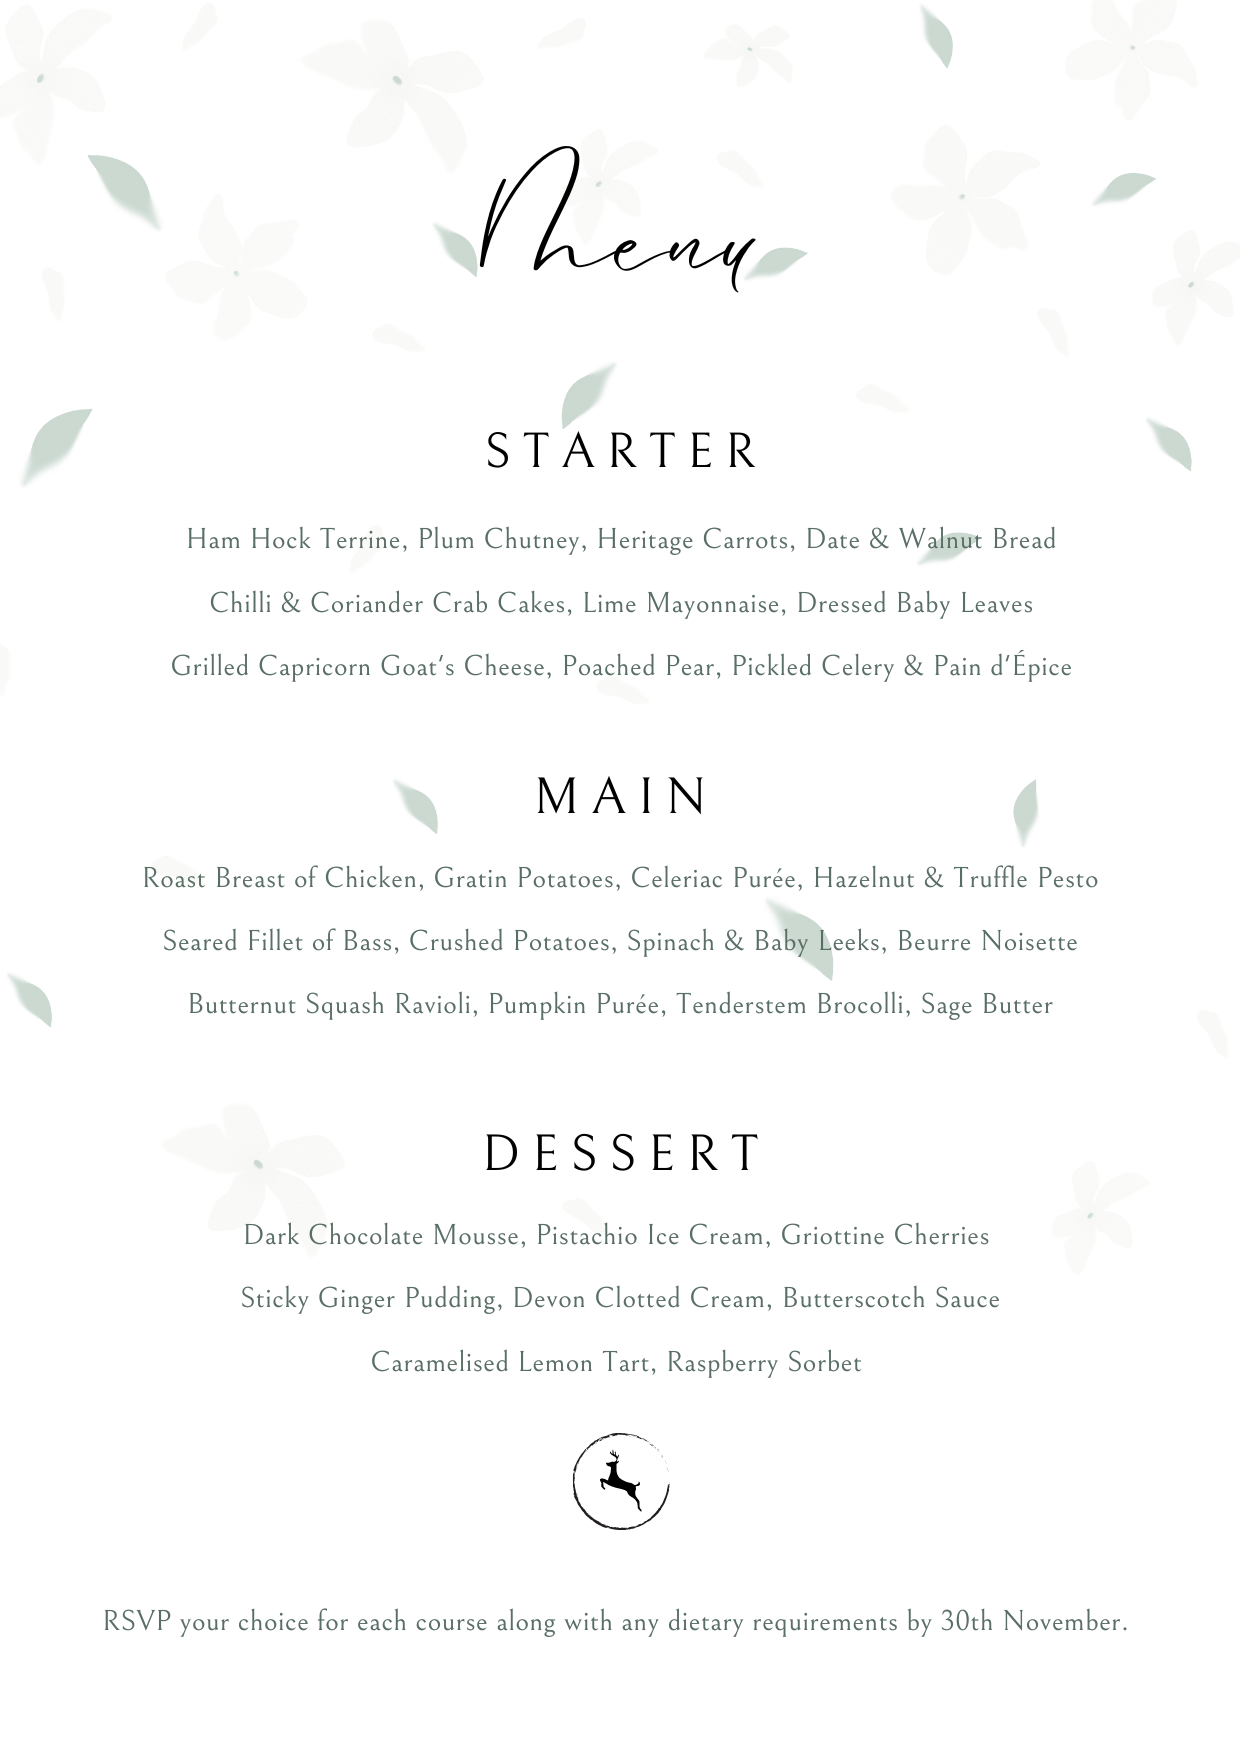 Menu
STARTER
Ham Hock Terrine, Plum Chutney, Heritage Carrots, Date & Walnut Bread
Chilli & Coriander Crab Cakes, Lime Mayonnaise, Dressed Baby Leaves
Grilled Capricorn Goat's Cheese, Poached Pear, Pickled Celery & Pain d'Épice
MAIN
Roast Breast of Chicken, Gratin Potatoes, Celeriac Purée, Hazelnut & Truffle Pesto
Seared Fillet of Bass, Crushed Potatoes, Spinach & Baby Leeks, Beurre Noisette
Butternut Squash Ravioli, Pumpkin Purée, Tenderstem Brocolli, Sage Butter
DESSERT
Dark Chocolate Mousse, Pistachio Ice Cream, Griottine Cherries
Sticky Ginger Pudding, Devon Clotted Cream, Butterscotch Sauce
Caramelised Lemon Tart, Raspberry Sorbet
RSVP your choice for each course along with any dietary requirements by 30th November.